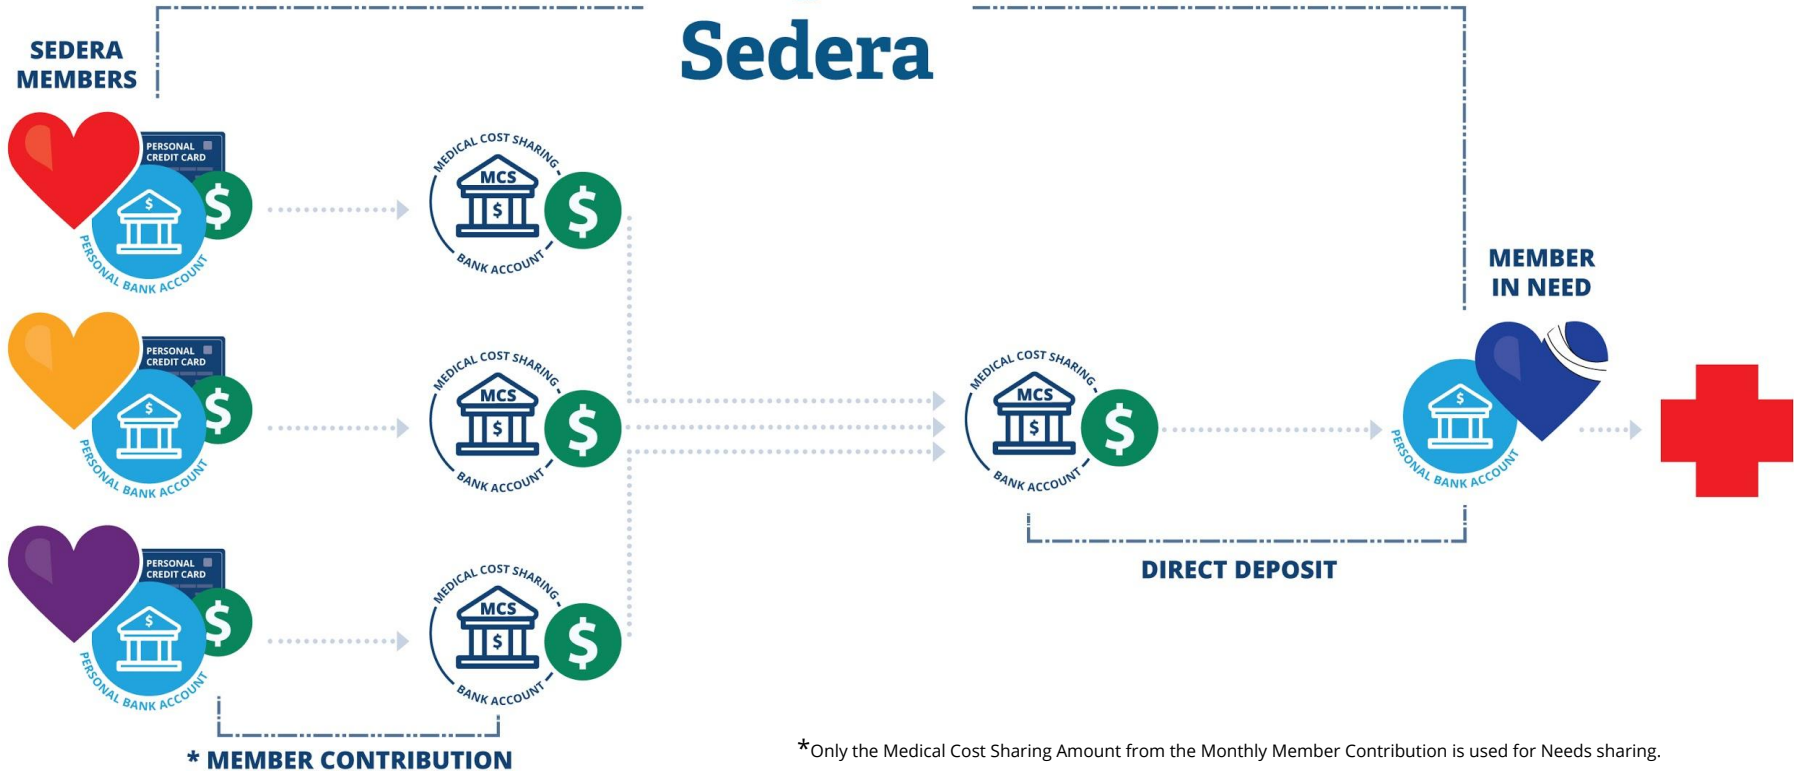 Sedera
SEDERA
MEMBERS
PERSONAL
CREDIT CARD
$
$
PERSONAL BANK ACCOUNT
MEDICAL COST SHARING
MCS
$
$
BANK ACCOUNT
PERSONAL
CREDIT CARD
$
$
PERSONAL BANK ACCOUNT
MEDICAL COST SHARING
MCS
$
$
BANK ACCOUNT
PERSONAL
CREDIT CARD
$
$
PERSONAL BANK ACCOUNT
MEDICAL COST SHARING
MCS
$
$
BANK ACCOUNT
* MEMBER CONTRIBUTION
MEDICAL COST SHARING
MCS
$
$
BANK ACCOUNT
MEMBER
IN NEED
$
PERSONAL BANK ACCOUNT
DIRECT DEPOSIT
*Only the Medical Cost Sharing Amount from the Monthly Member Contribution is used for Needs sharing.